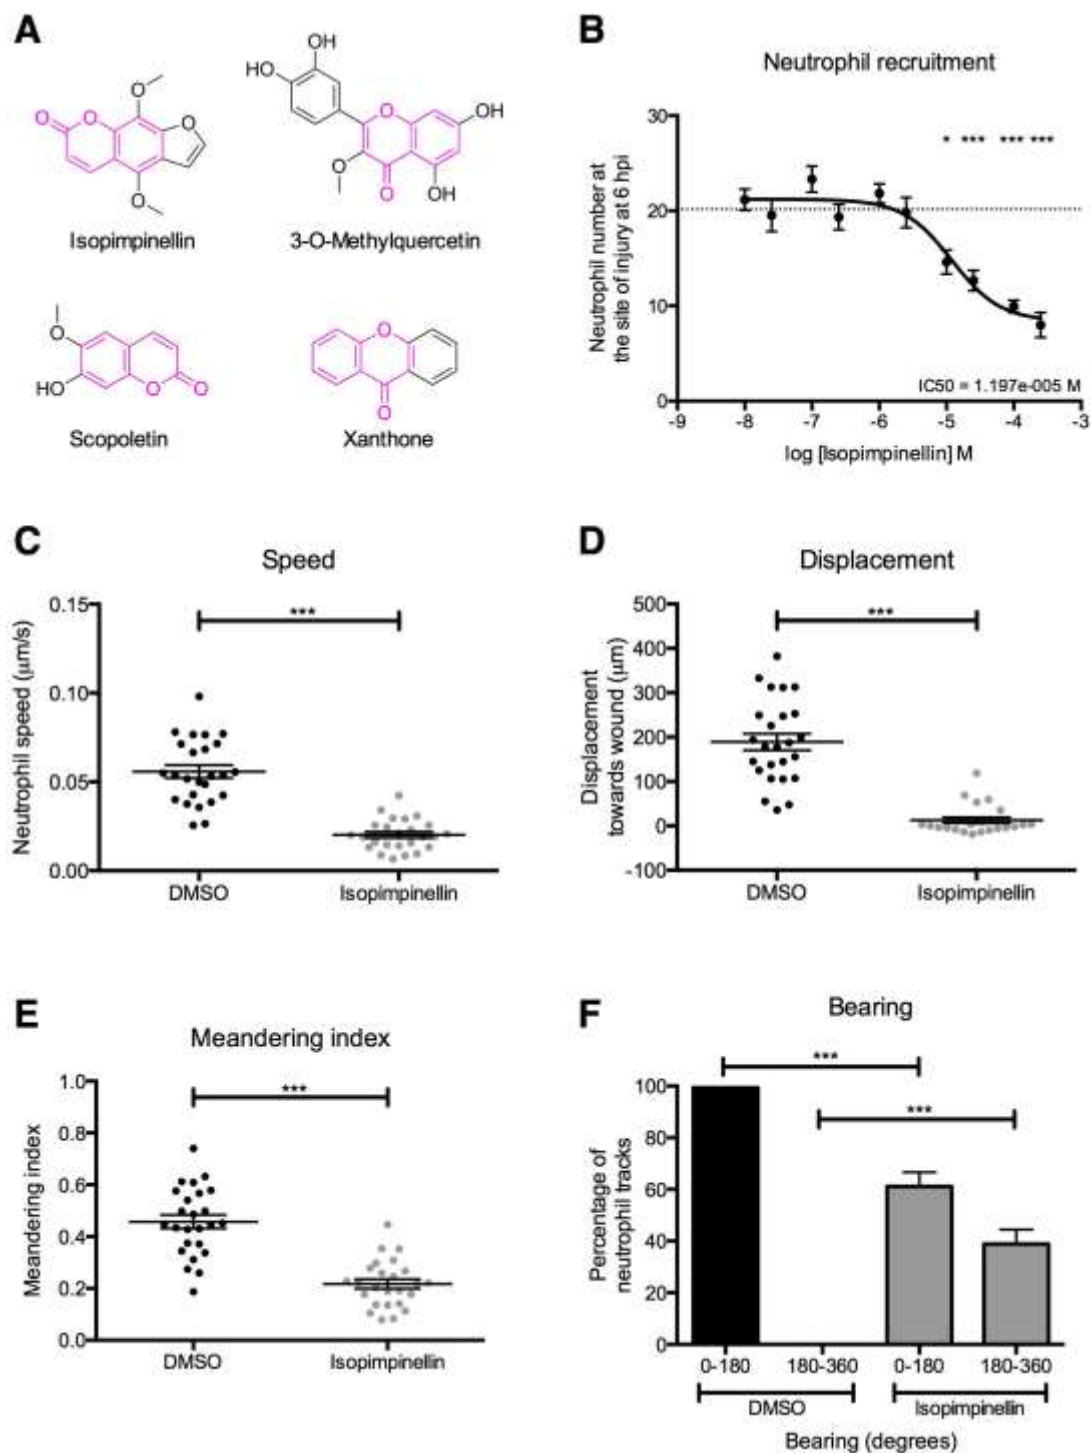 A
O
O
O
O
O
Isopimpinellin
OH
HO
O
OH
O
O
OH
3-O-Methylquercetin
O
HO
O
O
Scopoletin
O
O
Xanthone
B
Neutrophil recruitment
Neutrophil number at
the site of injury at 6 hpi
30
20
10
0
* *** *** ***
IC50 = 1.197e-005 M
-9 -8 -7 -6 -5 -4 -3
log [Isopimpinellin] M
C
Speed
Neutrophil speed (μm/s)
0.15
0.10
0.05
0.00
***
DMSO Isopimpinellin
D
Displacement
Displacement
towards wound (μm)
500
400
300
200
100
0
-100
***
DMSO Isopimpinellin
E
Meandering index
Meandering index
1.0
0.8
0.6
0.4
0.2
0.0
***
DMSO Isopimpinellin
F
Bearing
Percentage of
neutrophil tracks
100
80
60
40
20
0
***
***
0-180 180-360 0-180 180-360
DMSO Isopimpinellin
Bearing (degrees)